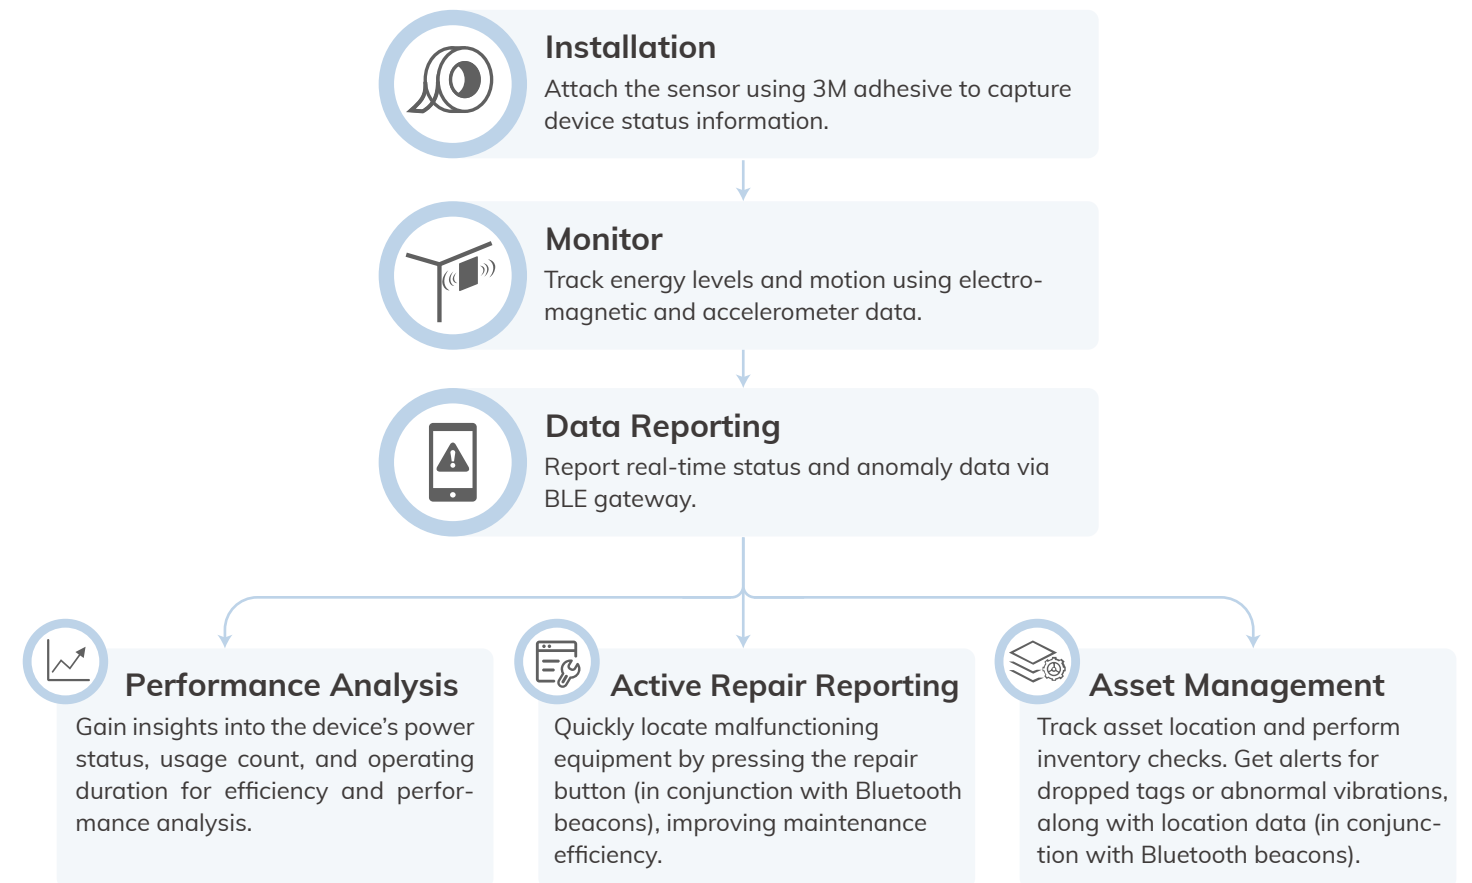 Installation
Attach the sensor using 3M adhesive to capture
device status information.
Monitor
Track energy levels and motion using electro-
magnetic and accelerometer data.
Data Reporting
Report real-time status and anomaly data via
BLE gateway.
Performance Analysis
Gain insights into the device’s power
status, usage count, and operating
duration for efficiency and perfor-
mance analysis.
Active Repair Reporting
Quickly locate malfunctioning
equipment by pressing the repair
button (in conjunction with Bluetooth
beacons), improving maintenance
efficiency.
Asset Management
Track asset location and perform
inventory checks. Get alerts for
dropped tags or abnormal vibrations,
along with location data (in conjunc-
tion with Bluetooth beacons).